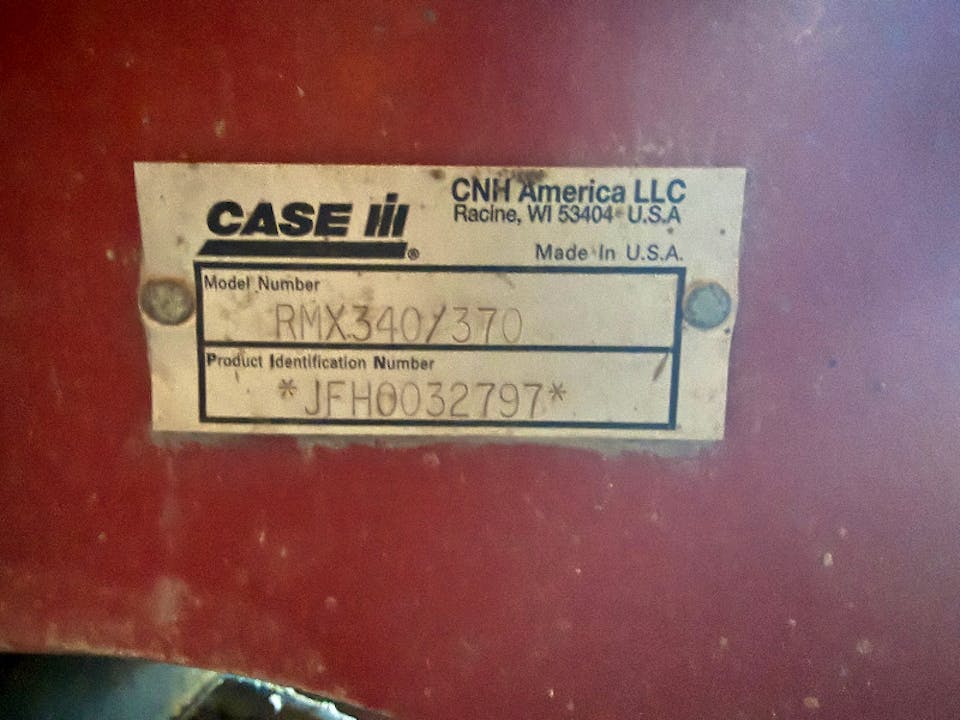 CASE IH®
CNH America LLC
Racine, WI 53404 U.S.A
Made in U.S.A.
Model Number
RMX340/370
Product Identification Number
*JFH0032797*